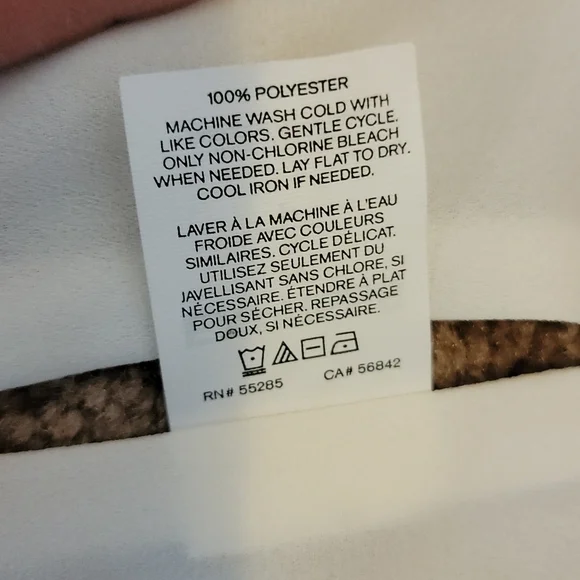 100% POLYESTER
MACHINE WASH COLD WITH
LIKE COLORS. GENTLE CYCLE.
ONLY NON-CHLORINE BLEACH
WHEN NEEDED. LAY FLAT TO DRY.
COOL IRON IF NEEDED.
LAVER À LA MACHINE À L'EAU
FROIDE AVEC COULEURS
SIMILAIRES. CYCLE DÉLICAT.
UTILISEZ SEULEMENT DU
JAVELLISANT SANS CHLORE, SI
NÉCESSAIRE. ÉTENDRE À PLAT
POUR SÉCHER. REPASSAGE
DOUX, SI NÉCESSAIRE.
RN# 55285 CA# 56842